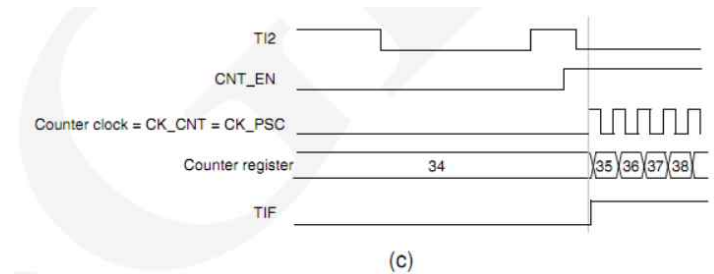 TI2
CNT_EN
Counter clock = CK_CNT = CK_PSC
Counter register 34 35 36 37 38
TIF
(c)